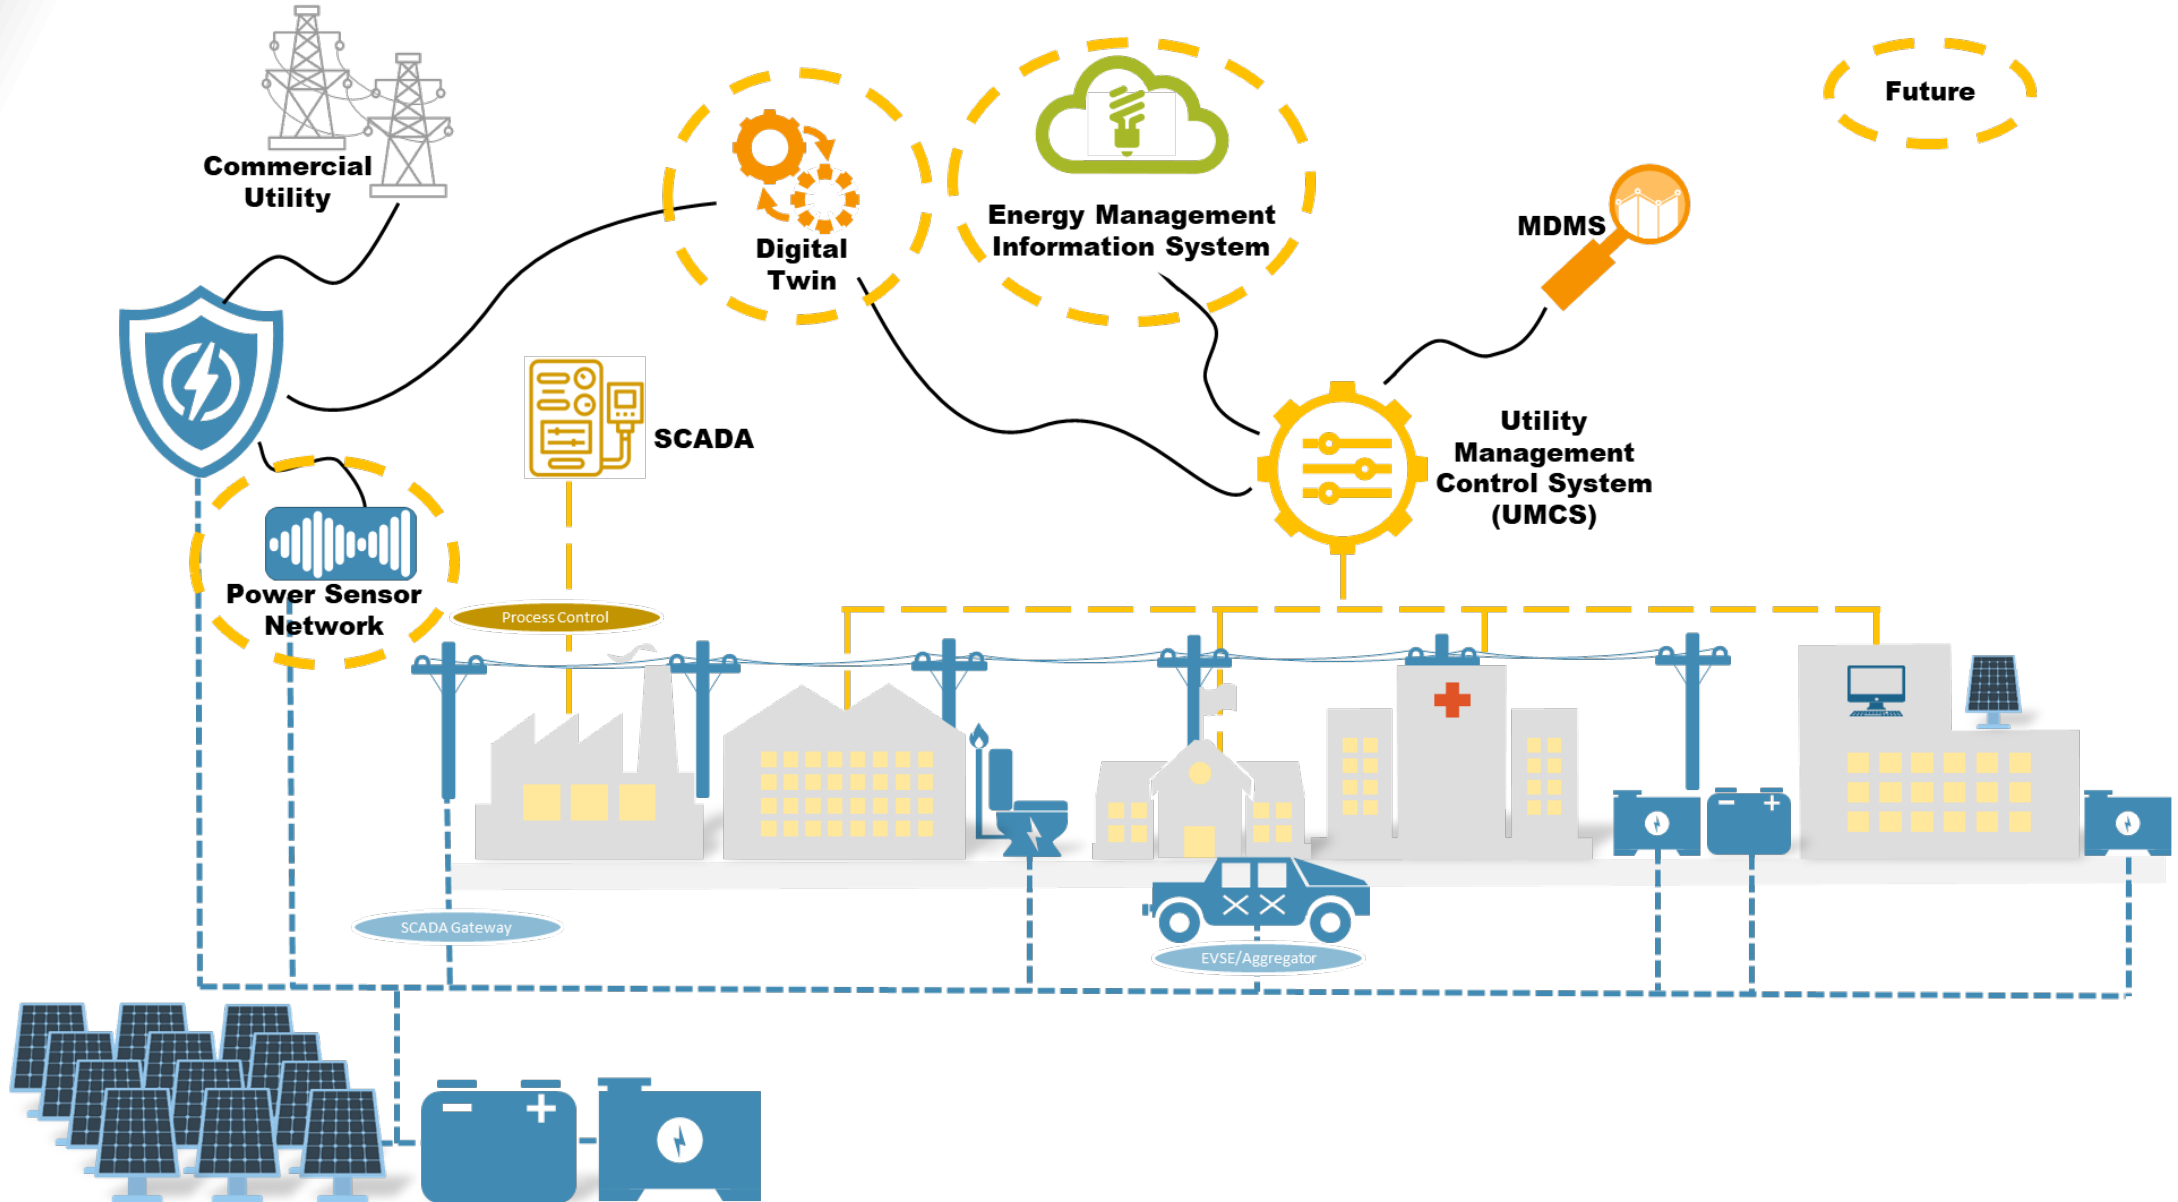 Future
Commercial
Utility
Digital
Twin
Energy Management
Information System
MDMS
SCADA
Utility
Management
Control System
(UMCS)
Power Sensor
Network
Process Control
SCADA Gateway
EVSE/Aggregator